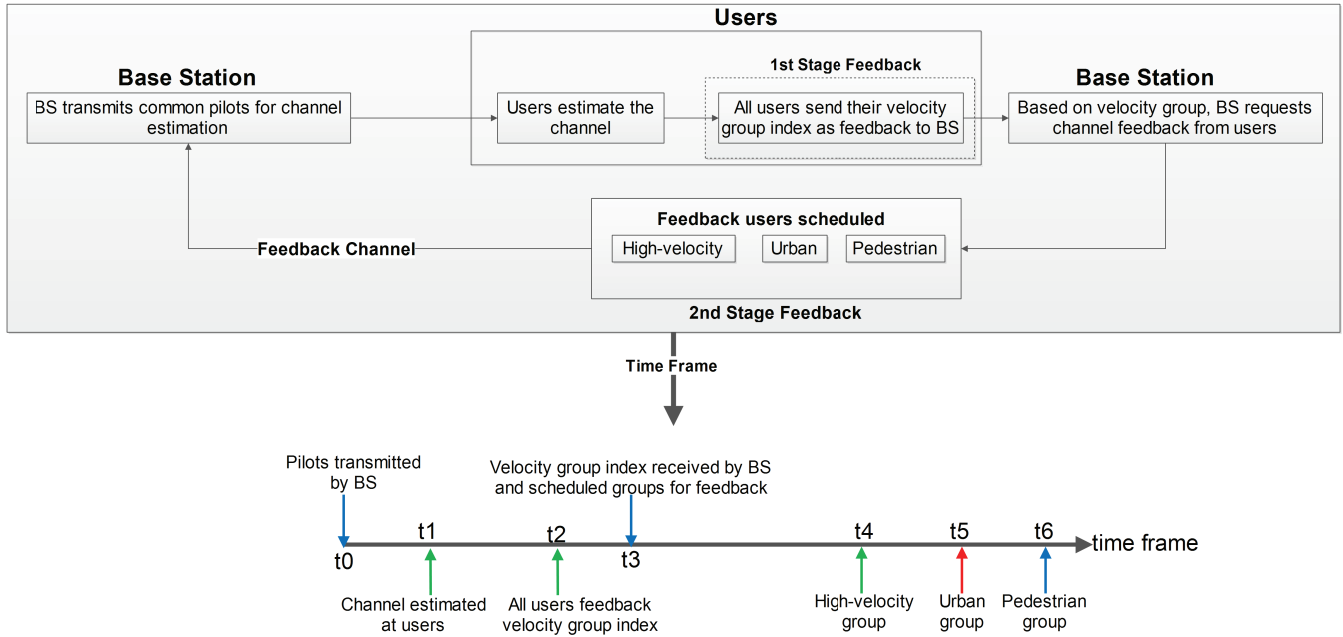 Users
Base Station
BS transmits common pilots for channel
estimation
Users estimate the
channel
1st Stage Feedback
All users send their velocity
group index as feedback to BS
Base Station
Based on velocity group, BS requests
channel feedback from users
Feedback users scheduled
High-velocity
Urban
Pedestrian
Feedback Channel
2nd Stage Feedback
Time Frame
Pilots transmitted
by BS
Velocity group index received by BS
and scheduled groups for feedback
t0
t1
t2
t3
t4
t5
t6
time frame
Channel estimated
at users
All users feedback
velocity group index
High-velocity
group
Urban
group
Pedestrian
group